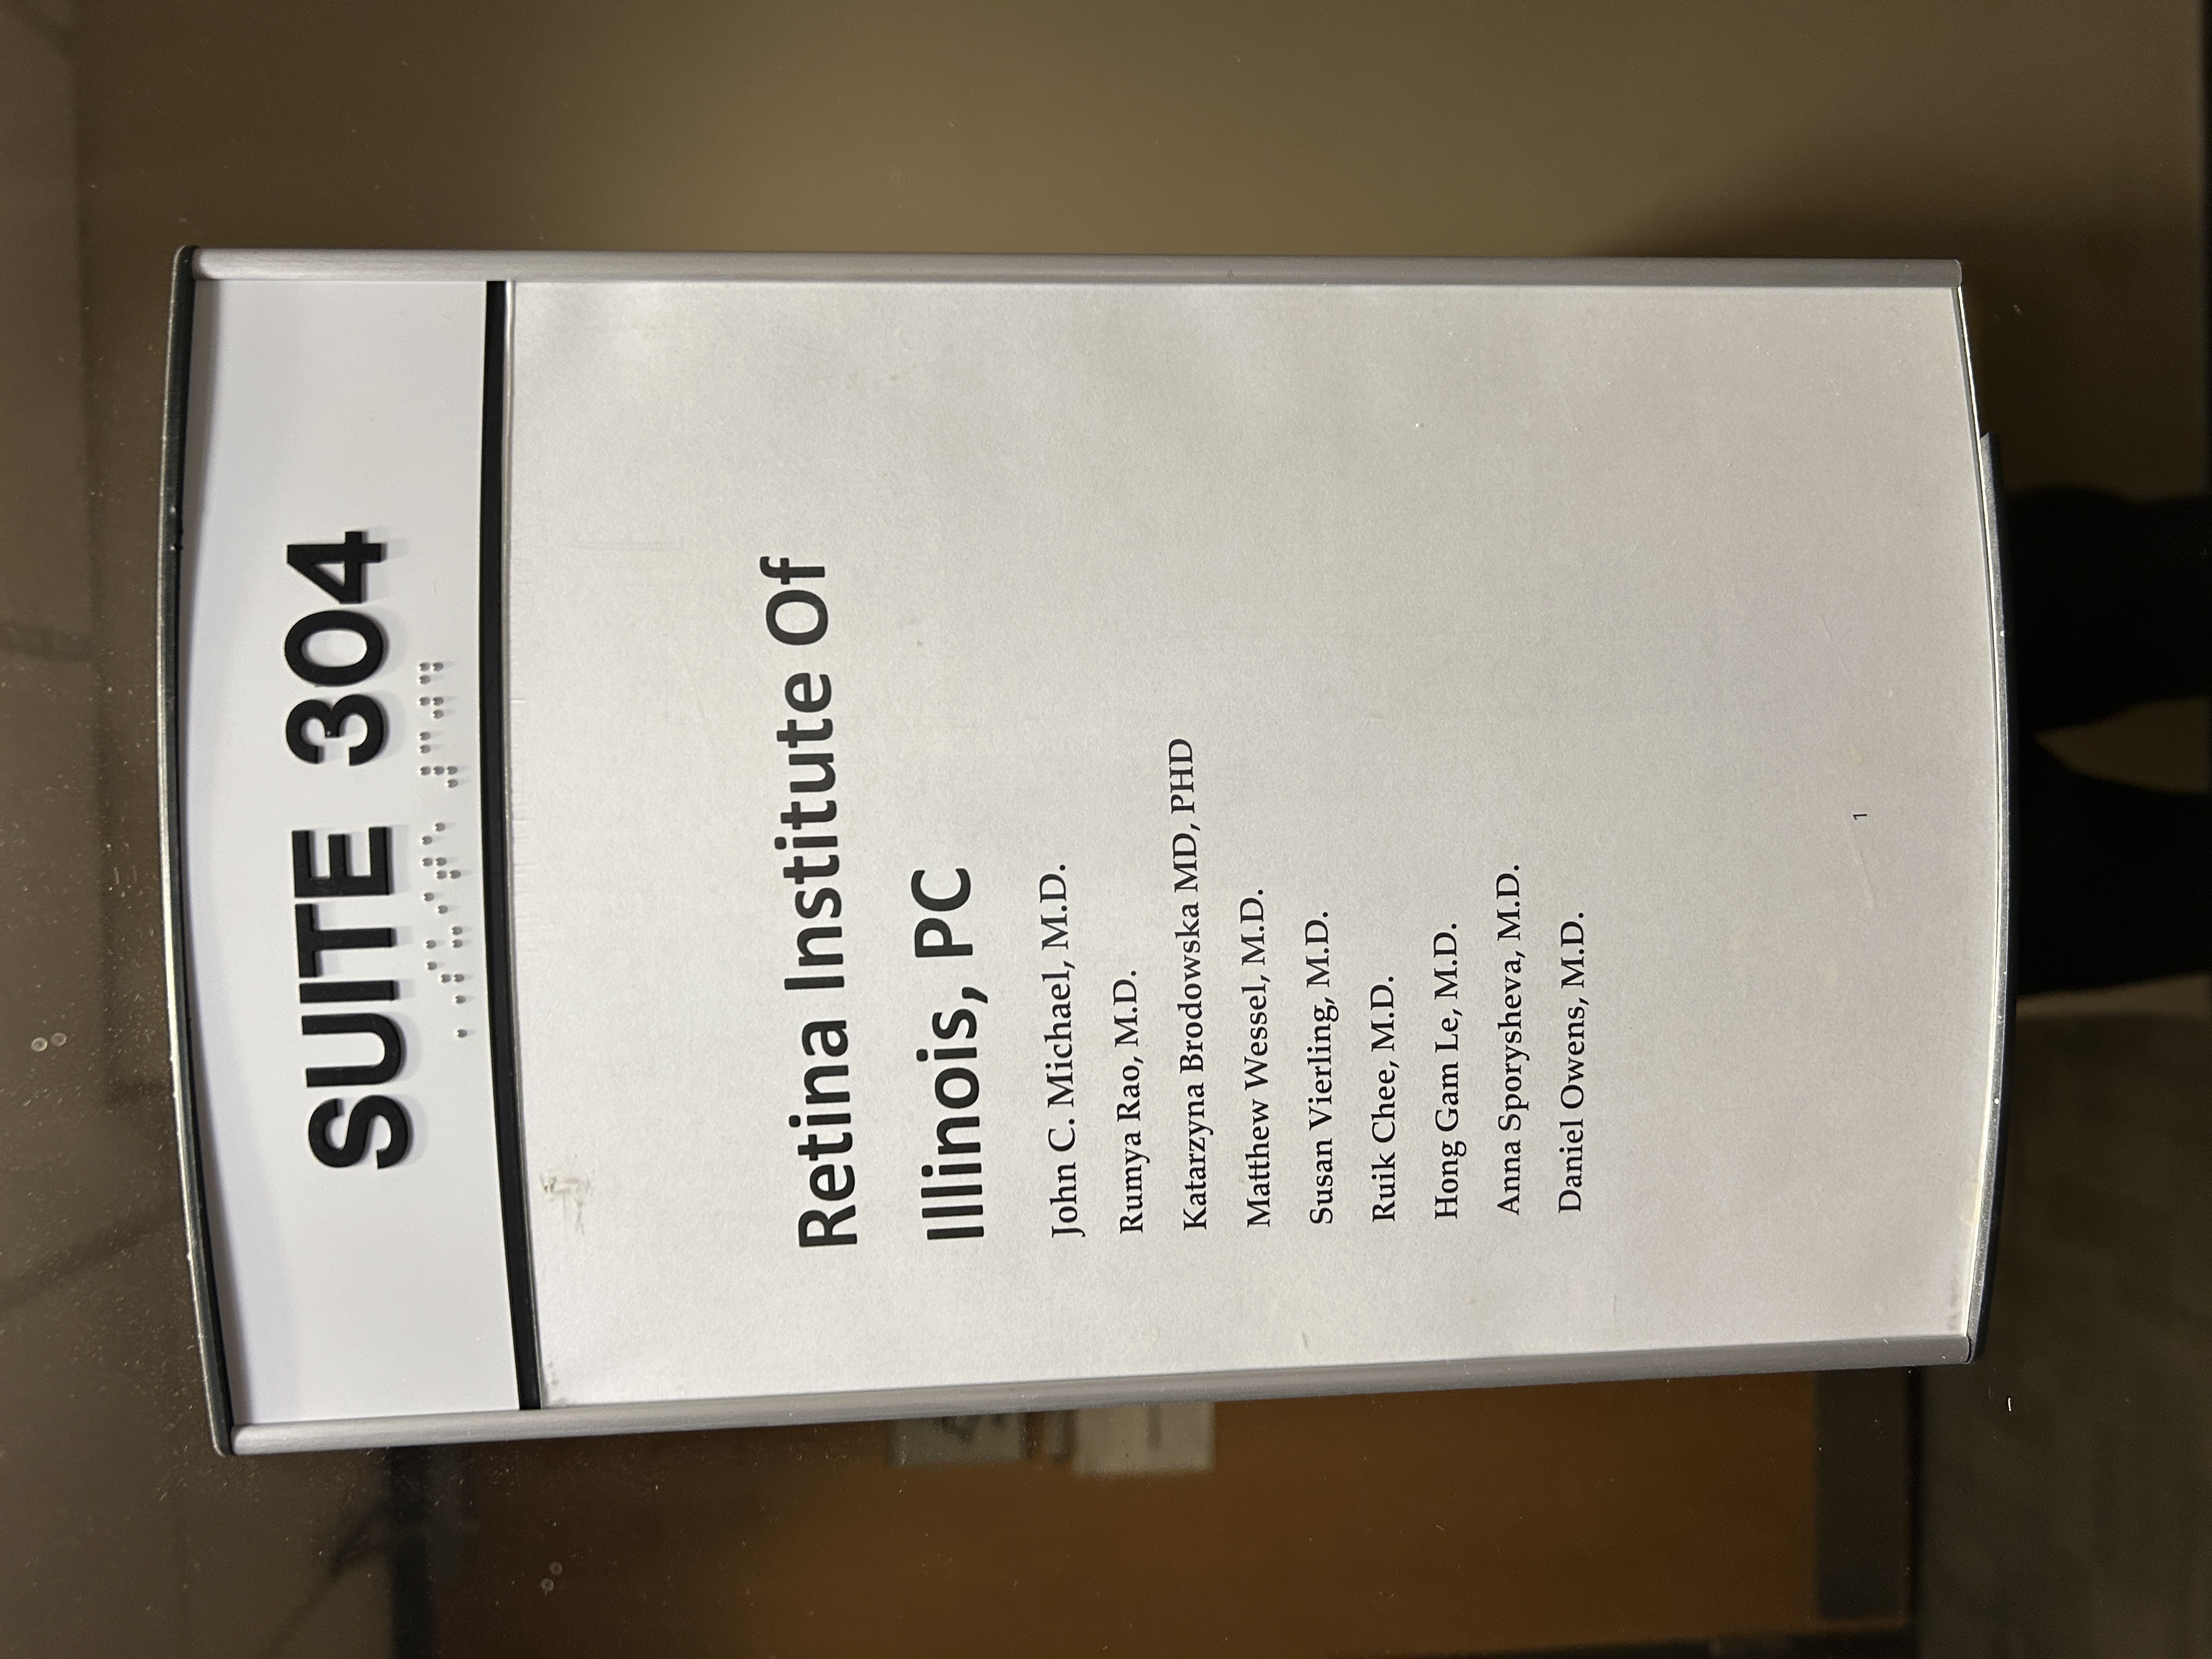 SUITE 304
Retina Institute Of
Illinois, PC
John C. Michael, M.D.
Rumya Rao, M.D.
Katarzyna Brodowska MD, PHD
Matthew Wessel, M.D.
Susan Vierling, M.D.
Ruik Chee, M.D.
Hong Gam Le, M.D.
Anna Sporysheva, M.D.
Daniel Owens, M.D.
1